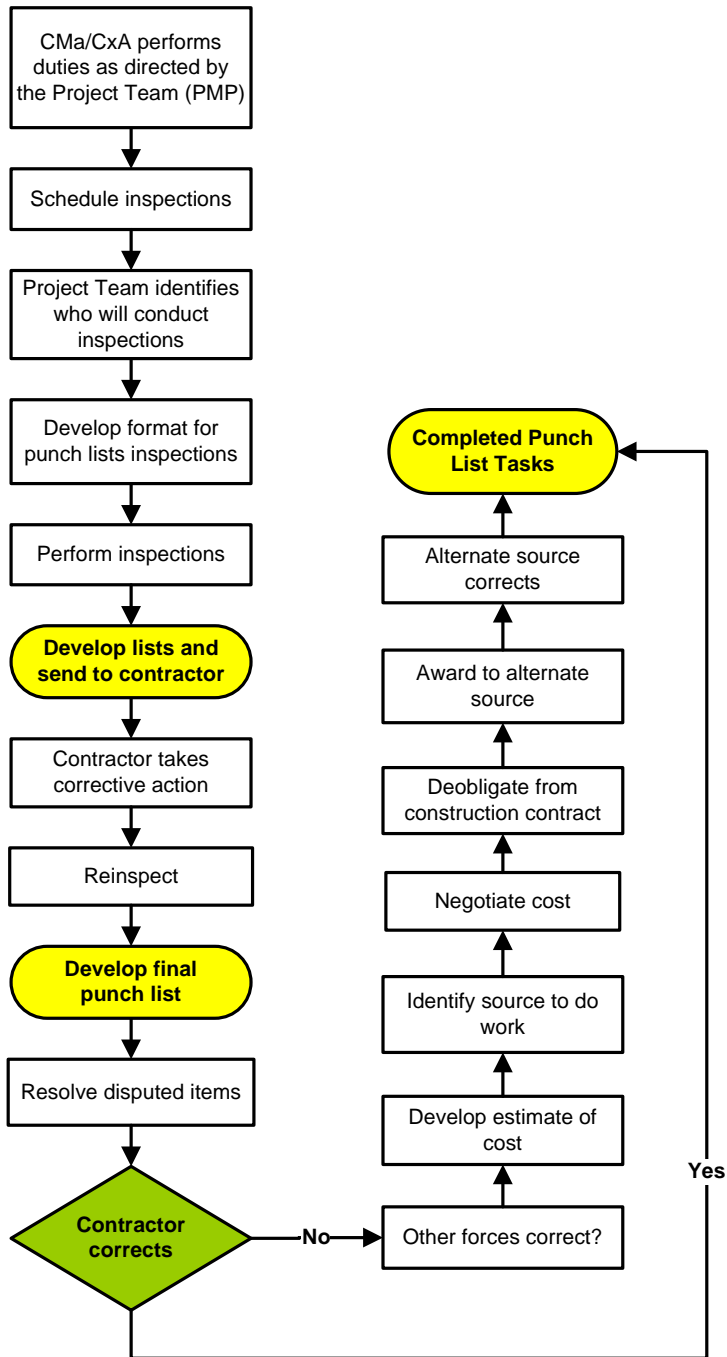 CMa/CxA performs
duties as directed by
the Project Team (PMP)
Schedule inspections
Project Team identifies
who will conduct
inspections
Develop format for
punch lists inspections
Perform inspections
Develop lists and
send to contractor
Contractor takes
corrective action
Reinspect
Develop final
punch list
Resolve disputed items
Contractor
corrects
No
Other forces correct?
Develop estimate of
cost
Identify source to do
work
Negotiate cost
Deobligate from
construction contract
Award to alternate
source
Alternate source
corrects
Completed Punch
List Tasks
Yes